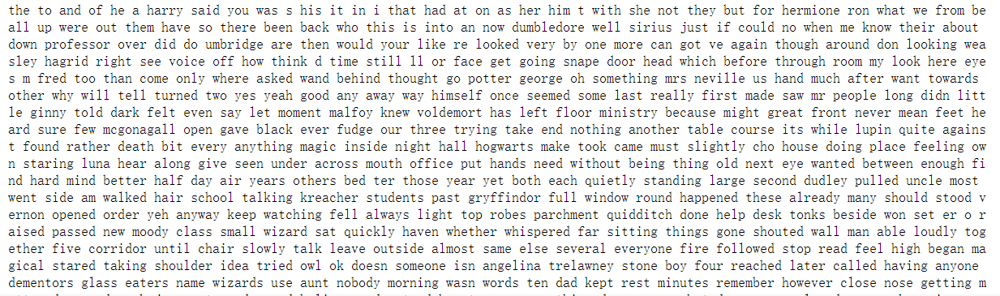 the to and of he a harry said you was s his it in i that had at on as her him t with she not they but for hermione ron what we from be
all up were out them have so there been back who this is into an now dumbledore well sirius just if could no when me know their about
down professor over did do umbridge are then would your like re looked very by one more can got ve again though around don looking wea
sley hagrid right see voice off how think d time still ll or face get going snape door head which before through room my look here eye
s m fred too than come only where asked wand behind thought go potter george oh something mrs neville us hand much after want towards
other why will tell turned two yes yeah good any away way himself once seemed some last really first made saw mr people long didn litt
le ginny told dark felt even say let moment malfoy knew voldemort has left floor ministry because might great front never mean feet he
ard sure few mcgonagall open gave black ever fudge our three trying take end nothing another table course its while lupin quite agains
t found rather death bit every anything magic inside night hall hogwarts make took came must slightly cho house doing place feeling ow
n staring luna hear along give seen under across mouth office put hands need without being thing old next eye wanted between enough fi
nd hard mind better half day air years others bed ter those year yet both each quietly standing large second dudley pulled uncle most
went side am walked hair school talking kreacher students past gryffindor full window round happened these already many should stood v
ernon opened order yeh anyway keep watching fell always light top robes parchment quidditch done help desk tonks beside won set er o r
aised passed new moody class small wizard sat quickly haven whether whispered far sitting things gone shouted wall man able loudly tog
ether five corridor until chair slowly talk leave outside almost same else several everyone fire followed stop read feel high began ma
gical stared taking shoulder idea tried owl ok doesn someone isn angelina trelawney stone boy four reached later called having anyone
dementors glass eaters name wizards use aunt nobody morning wasn words ten dad kept rest minutes remember however close nose getting m